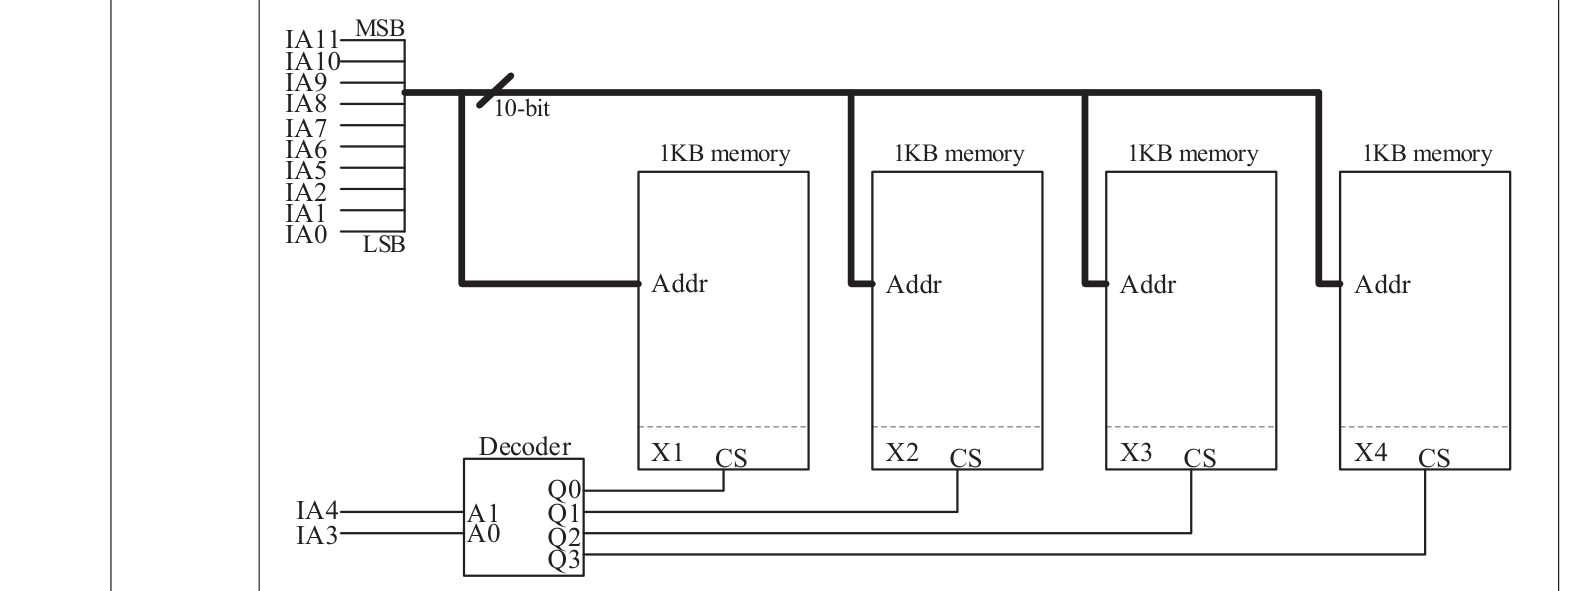 MSB
IA11
IA10
IA9
IA8
IA7
IA6
IA5
IA2
IA1
IA0
LSB
10-bit
1KB memory 1KB memory 1KB memory 1KB memory
Addr Addr Addr Addr
X1 CS X2 CS X3 CS X4 CS
Decoder
IA4 A1 Q0
IA3 A0 Q1
Q2
Q3